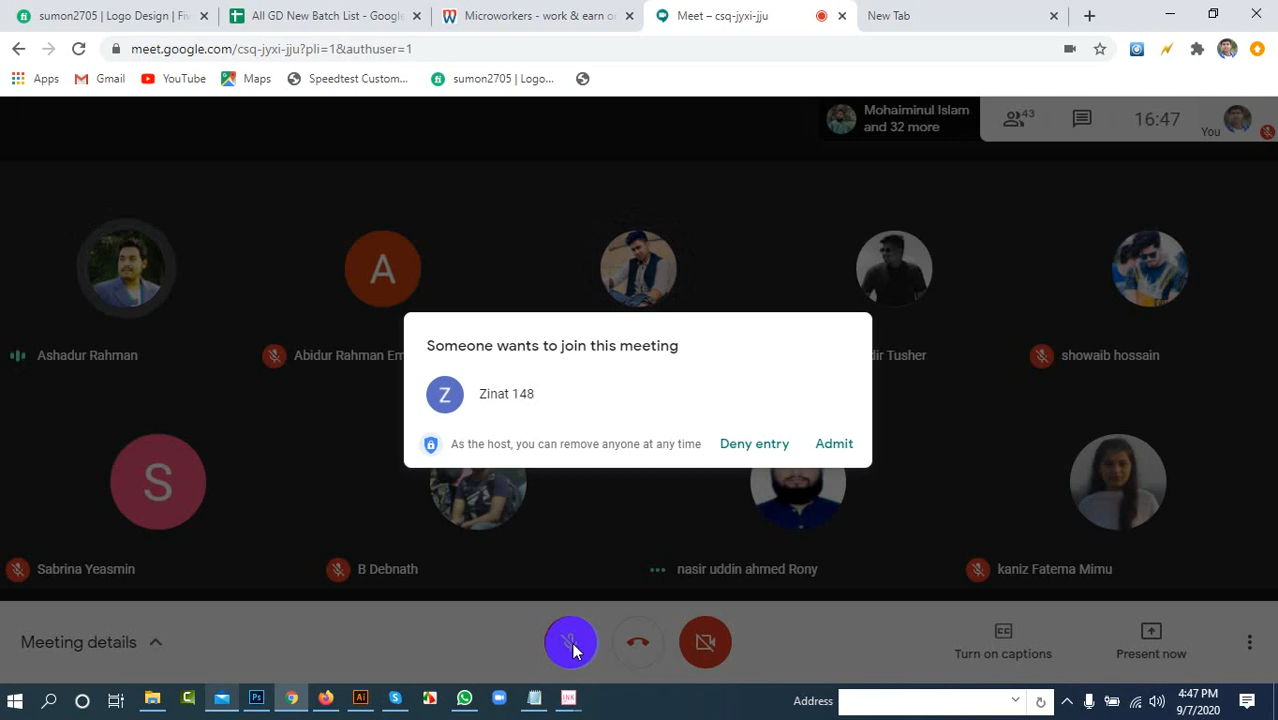 sumon2705 | Logo Design | Fiv
All GD New Batch List - Google
Microworkers - work & earn o
Meet – csq-jyxi-jju
New Tab
meet.google.com/csq-jyxi-jju?pli=1&authuser=1
Apps
Gmail
YouTube
Maps
Speedtest Custom...
sumon2705 | Logo...
Mohaiminul Islam
and 32 more
43
16:47
You
A
Ashadur Rahman
Abidur Rahman Em
dir Tusher
showaib hossain
Someone wants to join this meeting
Z
Zinat 148
As the host, you can remove anyone at any time
Deny entry
Admit
S
Sabrina Yeasmin
B Debnath
nasir uddin ahmed Rony
kaniz Fatema Mimu
Meeting details
Turn on captions
Present now
Address
4:47 PM
9/7/2020